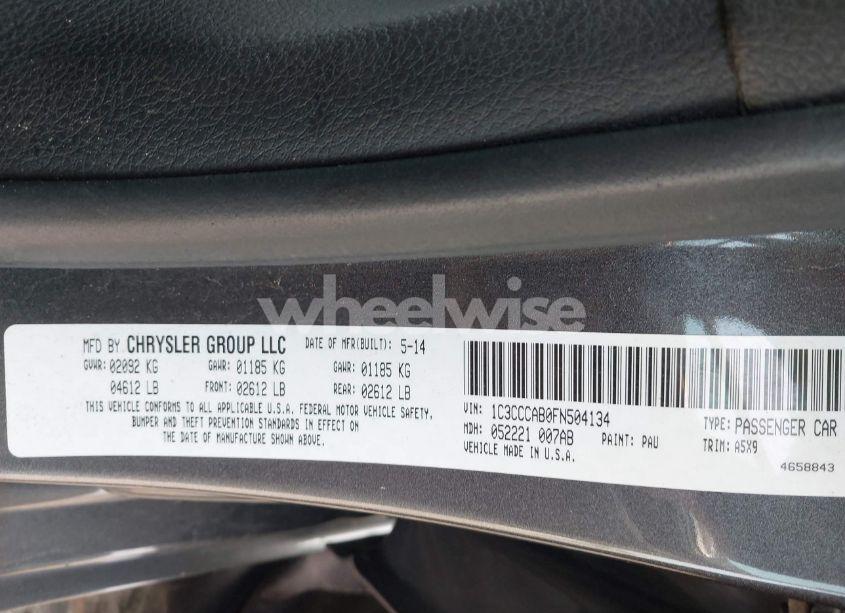 wheelwise
MFD BY CHRYSLER GROUP LLC DATE OF MFR(BUILT): 5-14
GVWR: 02092 KG GAWR: 01185 KG GAWR: 01185 KG
04612 LB FRONT: 02612 LB REAR: 02612 LB
THIS VEHICLE CONFORMS TO ALL APPLICABLE U.S.A. FEDERAL MOTOR VEHICLE SAFETY,
BUMPER AND THEFT PREVENTION STANDARDS IN EFFECT ON
THE DATE OF MANUFACTURE SHOWN ABOVE.
VIN: 1C3CCCAB0FN504134 TYPE: PASSENGER CAR
MDH: 052221 007AB PAINT: PAU TRIM: A5X9
VEHICLE MADE IN U.S.A.
4658843